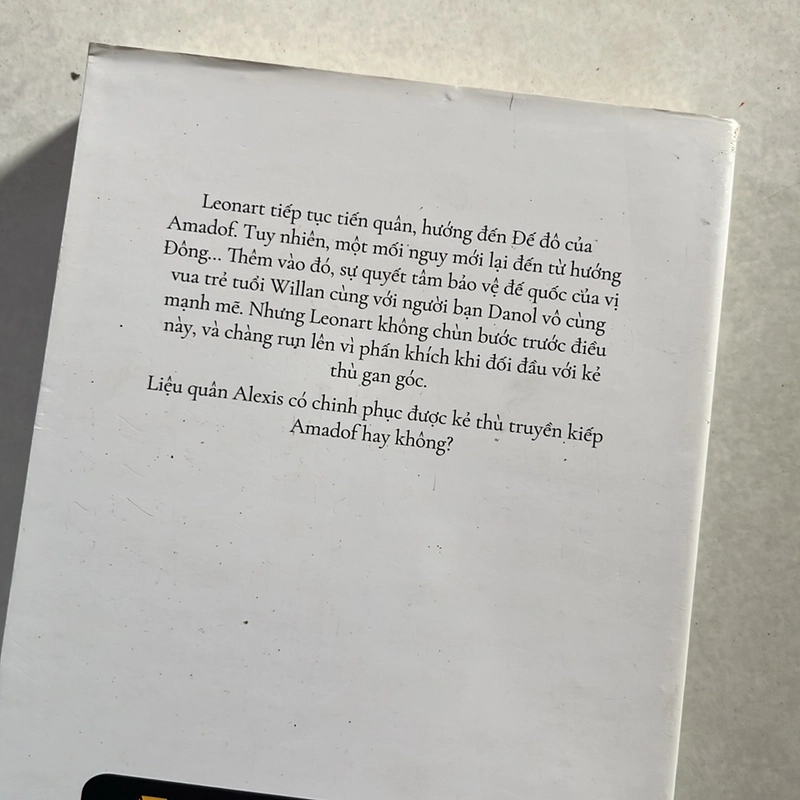 Leonart tiếp tục tiến quân, hướng đến Đế đô của
Amadof. Tuy nhiên, một mối nguy mới lại đến từ hướng
Đông... Thêm vào đó, sự quyết tâm bảo vệ đế quốc của vị
vua trẻ tuổi Willan cùng với người bạn Danol vô cùng
mạnh mẽ. Nhưng Leonart không chùn bước trước điều
này, và chàng run lên vì phấn khích khi đối đầu với kẻ
thù gan góc.
Liệu quân Alexis có chinh phục được kẻ thù truyền kiếp
Amadof hay không?